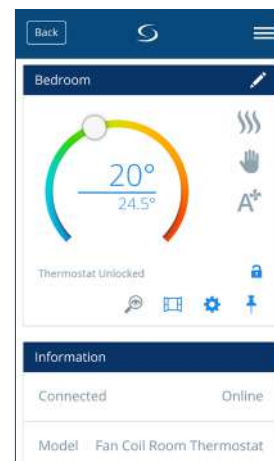 Back
Bedroom
20°
24.5°
A
Thermostat Unlocked
Information
Connected Online
Model Fan Coil Room Thermostat